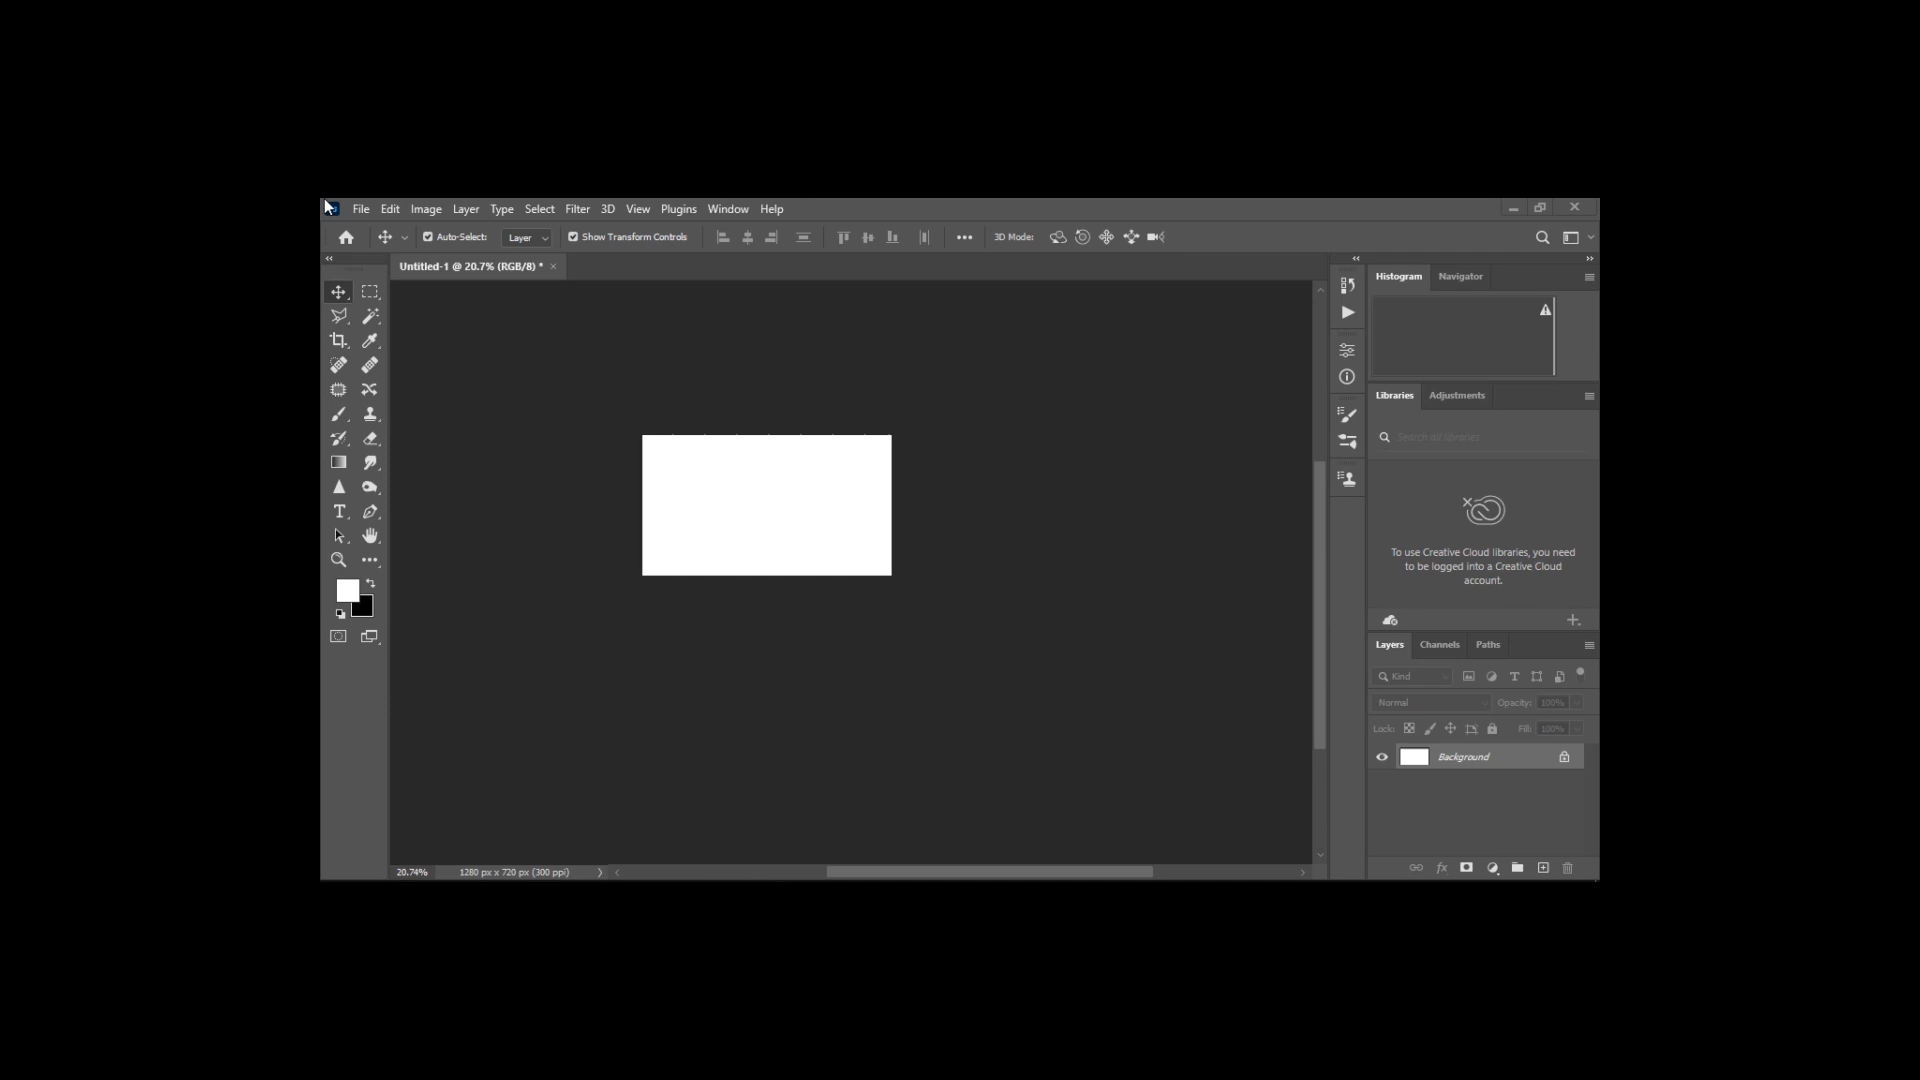 File Edit Image Layer Type Select Filter 3D View Plugins Window Help
Auto-Select: Layer Show Transform Controls 3D Mode:
Untitled-1 @ 20.7% (RGB/8) *
Histogram Navigator
Libraries Adjustments
Search all libraries
To use Creative Cloud libraries, you need
to be logged into a Creative Cloud
account.
Layers Channels Paths
Kind
Normal Opacity: 100%
Lock: Fill: 100%
Background
20.74% 1280 px x 720 px (300 ppi)